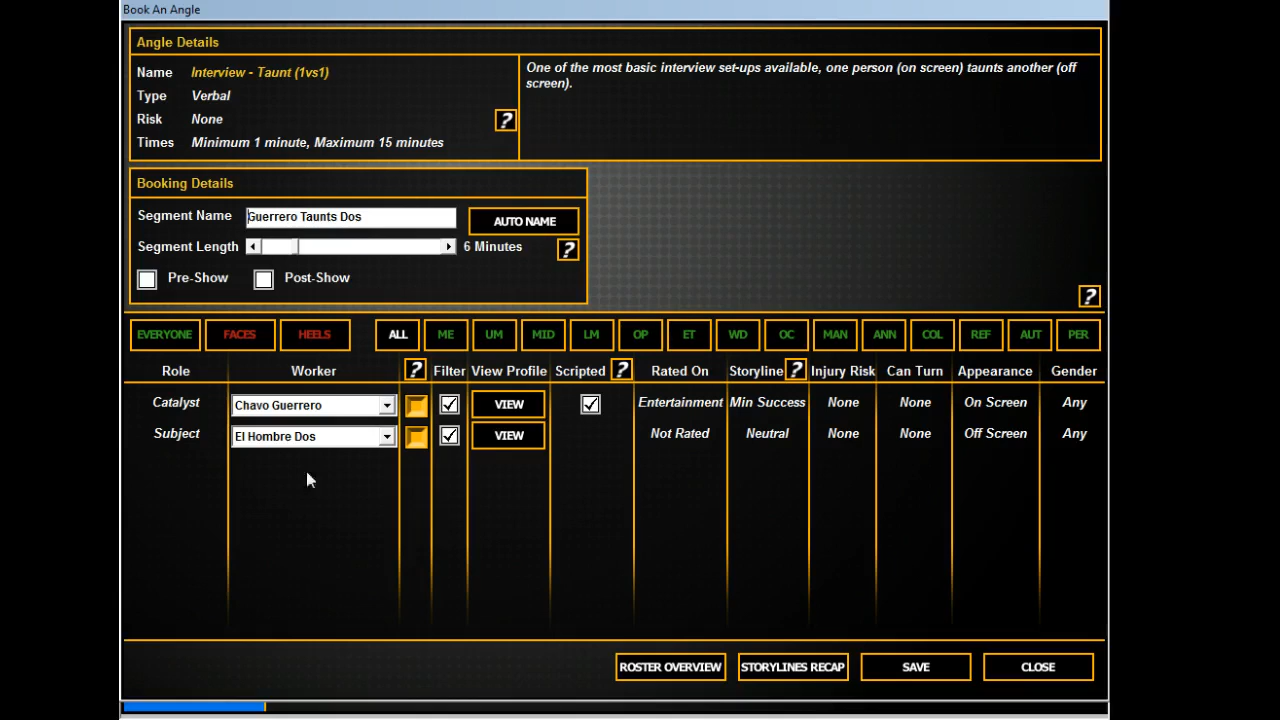 Book An Angle
Angle Details
Name Interview - Taunt (1vs1)
Type Verbal
Risk None
?
Times Minimum 1 minute, Maximum 15 minutes
One of the most basic interview set-ups available, one person (on screen) taunts another (off
screen).
Booking Details
Segment Name Guerrero Taunts Dos AUTO NAME
Segment Length 6 Minutes ?
Pre-Show Post-Show
?
EVERYONE FACES HEELS ALL ME UM MID LM OP ET WD OC MAN ANN COL REF AUT PER
Role Worker ? Filter View Profile Scripted ? Rated On Storyline ? Injury Risk Can Turn Appearance Gender
Catalyst Chavo Guerrero VIEW Entertainment Min Success None None On Screen Any
Subject El Hombre Dos VIEW Not Rated Neutral None None Off Screen Any
ROSTER OVERVIEW STORYLINES RECAP SAVE CLOSE